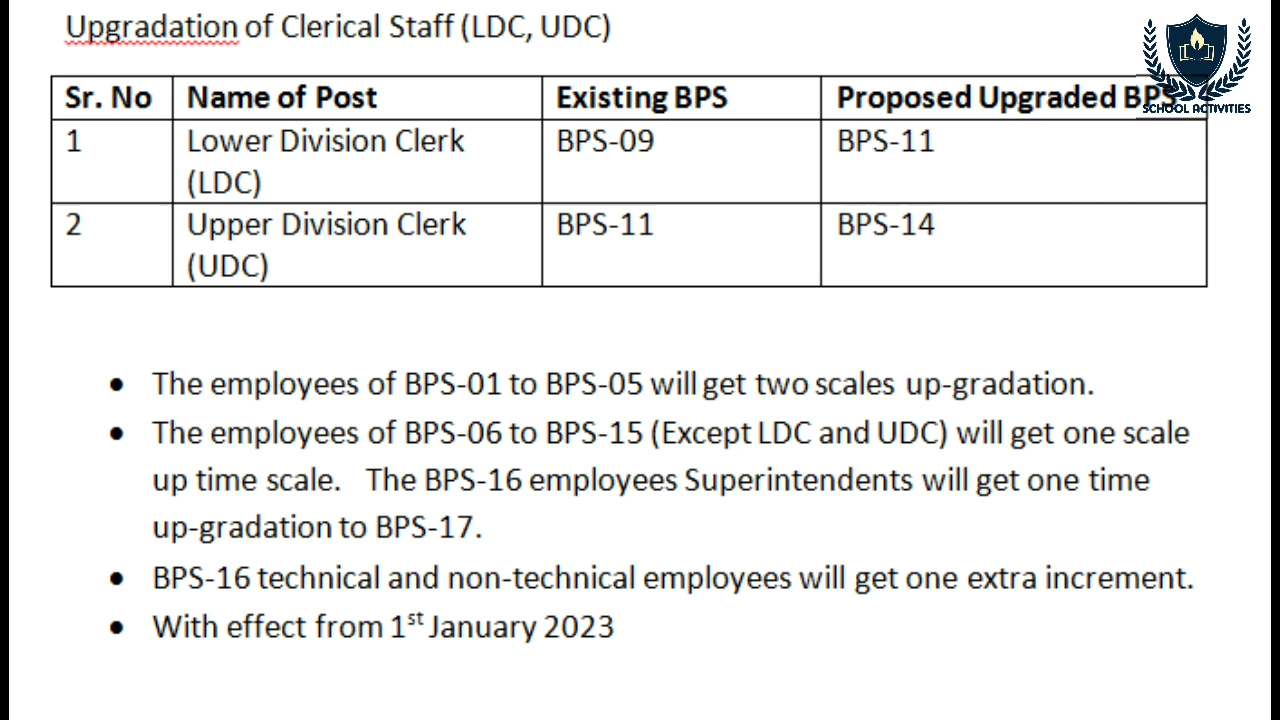 Upgradation of Clerical Staff (LDC, UDC)
Sr. No Name of Post Existing BPS Proposed Upgraded BPS
SCHOOL ACTIVITIES
1 Lower Division Clerk BPS-09 BPS-11
(LDC)
2 Upper Division Clerk BPS-11 BPS-14
(UDC)
• The employees of BPS-01 to BPS-05 will get two scales up-gradation.
• The employees of BPS-06 to BPS-15 (Except LDC and UDC) will get one scale
up time scale. The BPS-16 employees Superintendents will get one time
up-gradation to BPS-17.
• BPS-16 technical and non-technical employees will get one extra increment.
• With effect from 1st January 2023